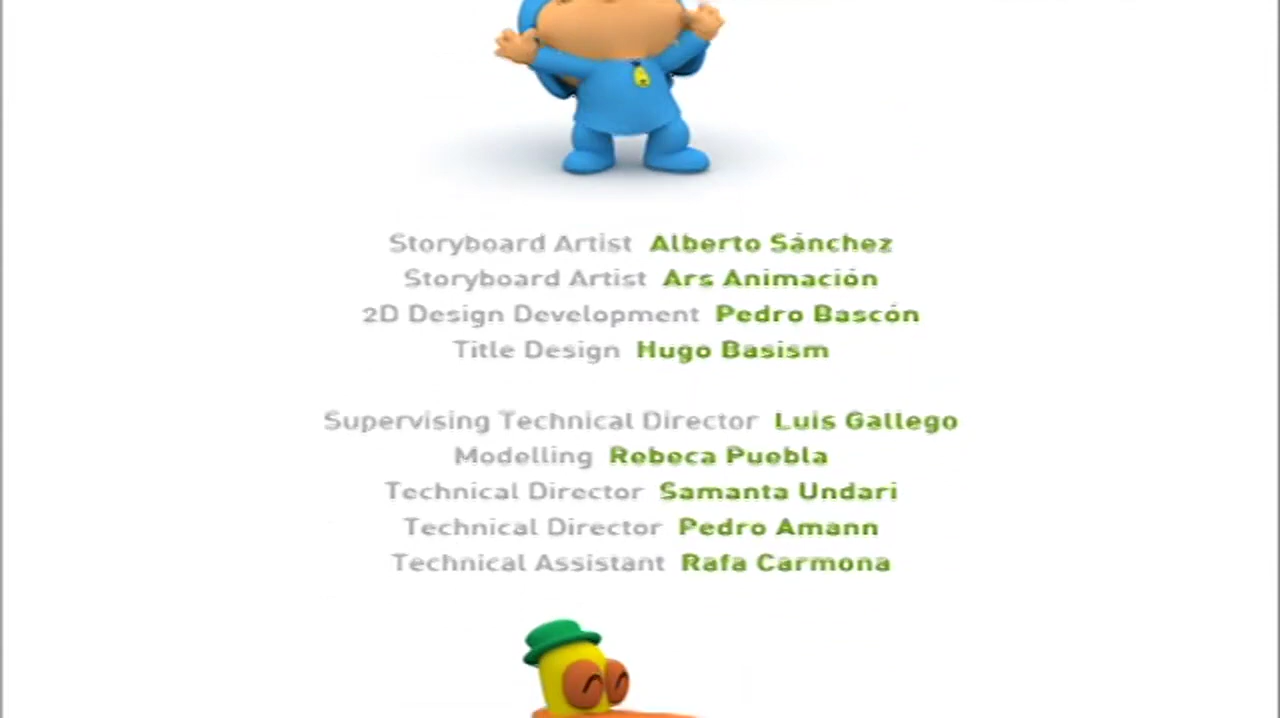 Storyboard Artist Alberto Sánchez
Storyboard Artist Ars Animación
2D Design Development Pedro Bascón
Title Design Hugo Basism
Supervising Technical Director Luis Gallego
Modelling Rebeca Puebla
Technical Director Samanta Undari
Technical Director Pedro Amann
Technical Assistant Rafa Carmona